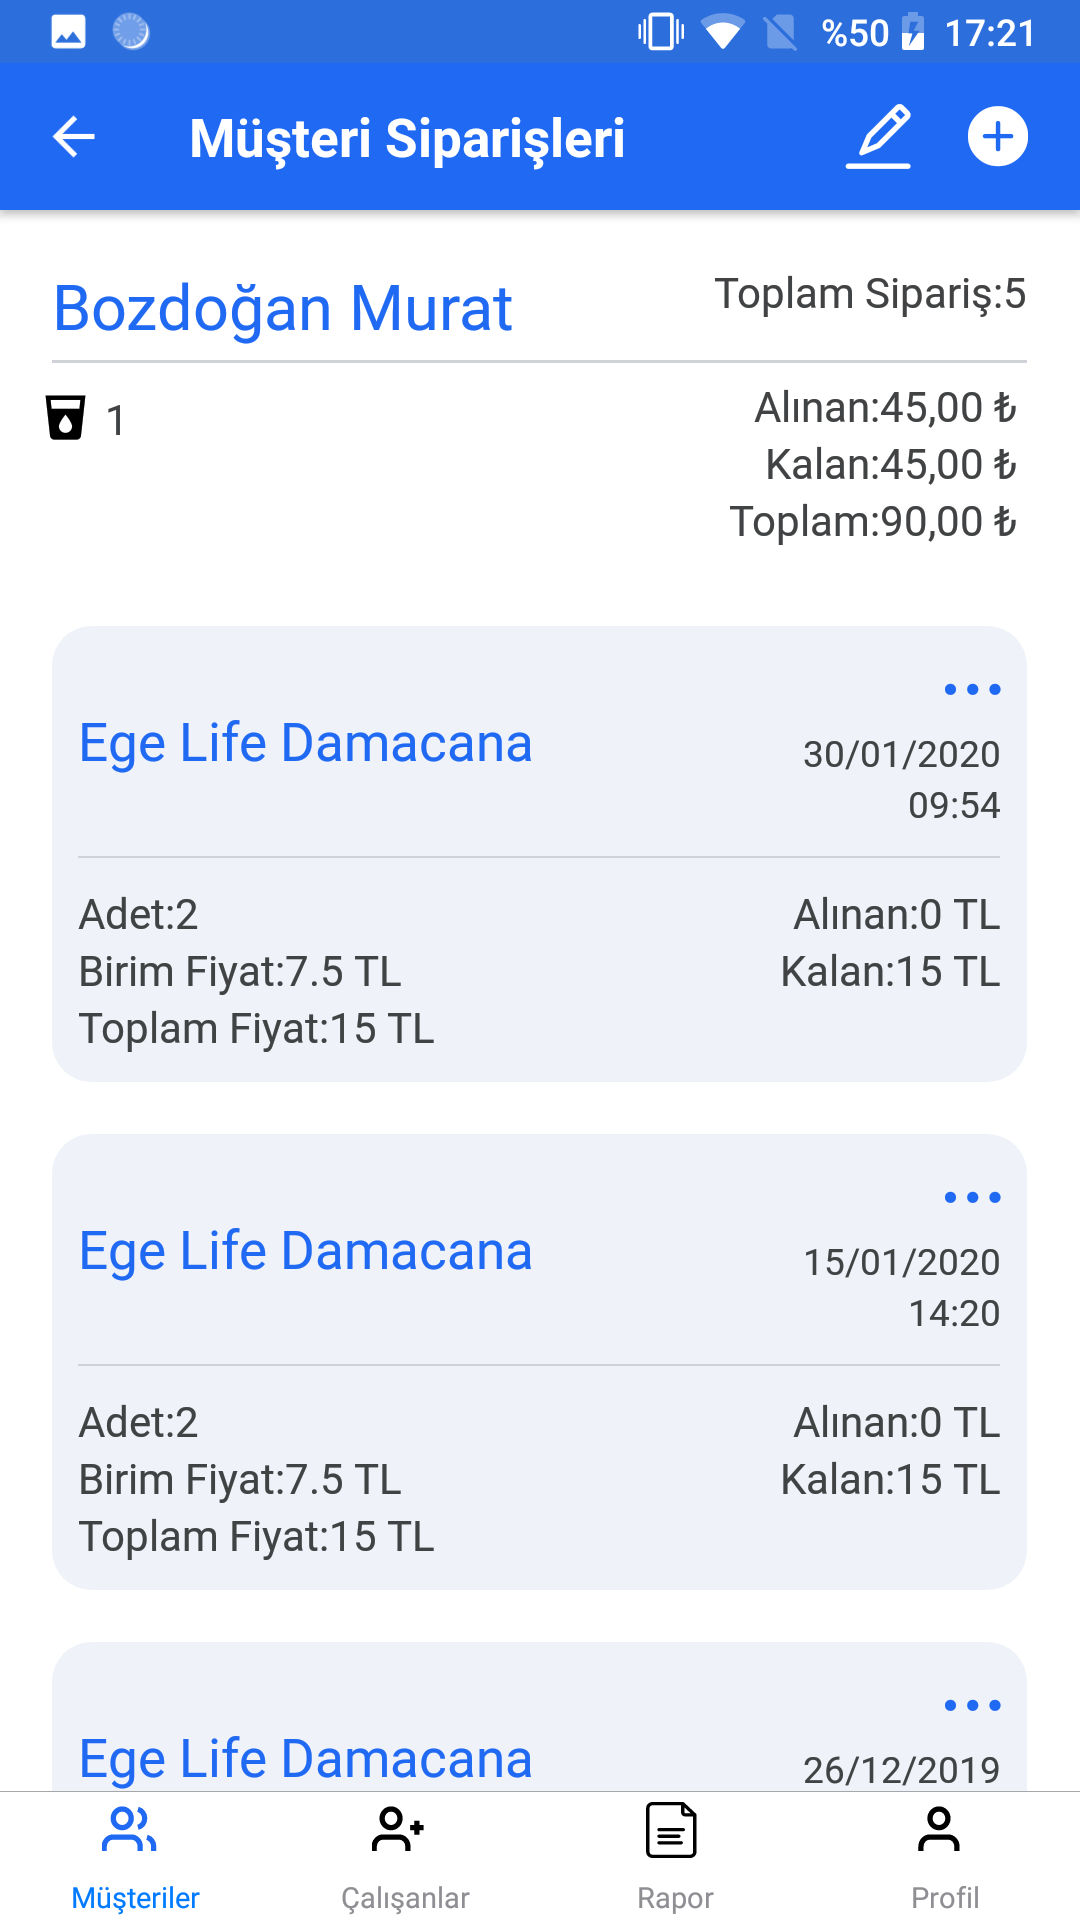 %50 17:21
Müşteri Siparişleri
Bozdoğan Murat
Toplam Sipariş:5
1
Alınan:45,00 ₺
Kalan:45,00 ₺
Toplam:90,00 ₺
Ege Life Damacana
30/01/2020
09:54
Adet:2
Birim Fiyat:7.5 TL
Toplam Fiyat:15 TL
Alınan:0 TL
Kalan:15 TL
Ege Life Damacana
15/01/2020
14:20
Adet:2
Birim Fiyat:7.5 TL
Toplam Fiyat:15 TL
Alınan:0 TL
Kalan:15 TL
Ege Life Damacana
26/12/2019
Müşteriler
Çalışanlar
Rapor
Profil